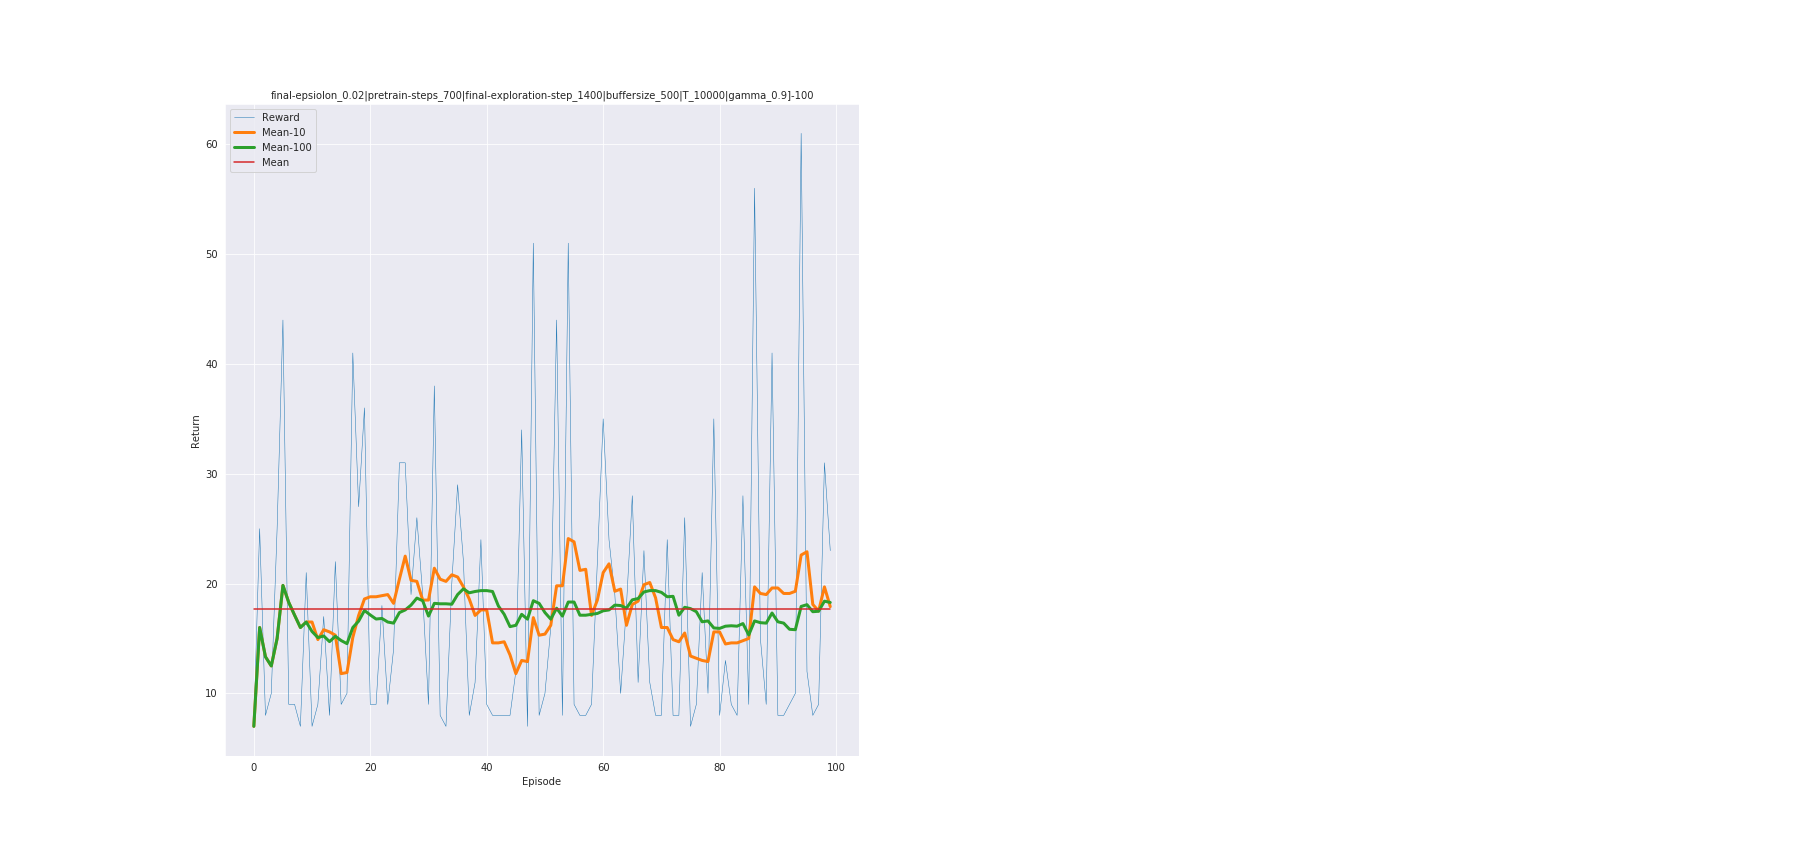 final-epsiolon_0.02|pretrain-steps_700|final-exploration-step_1400|buffersize_500|T_10000|gamma_0.9]-100
Reward
Mean-10
Mean-100
Mean
60
50
40
30
20
10
Return
0 20 40 60 80 100
Episode